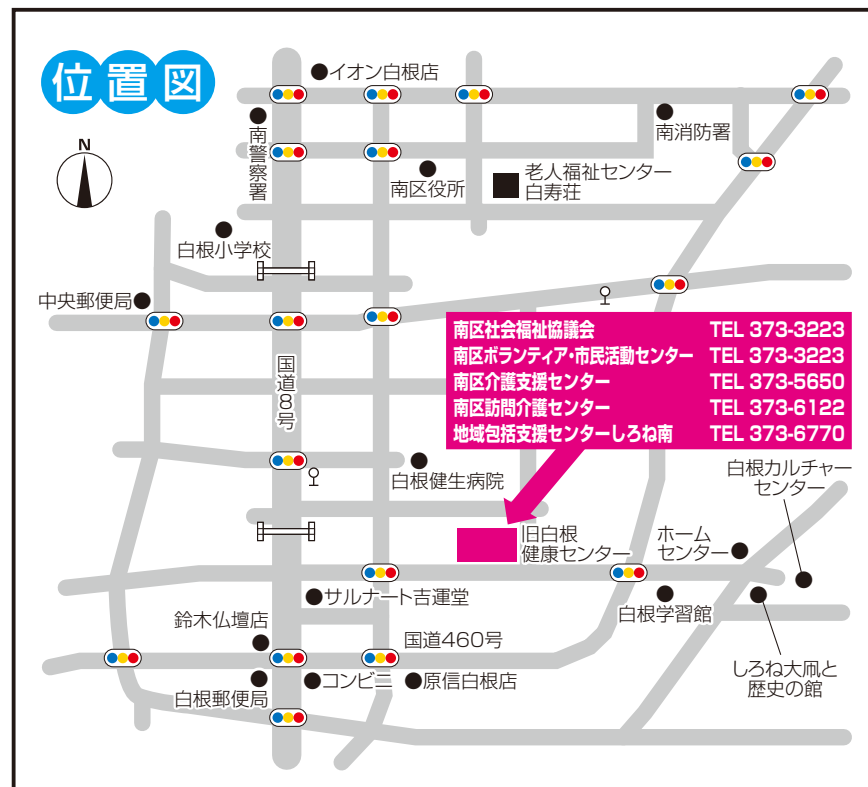 位置図
N
イオン白根店
南警察署
南消防署
南区役所
老人福祉センター
白寿荘
白根小学校
中央郵便局
南区社会福祉協議会 TEL 373-3223
南区ボランティア・市民活動センター TEL 373-3223
南区介護支援センター TEL 373-5650
南区訪問介護センター TEL 373-6122
地域包括支援センターしろね南 TEL 373-6770
国道8号
白根健生病院
白根カルチャー
センター
旧白根
健康センター
ホーム
センター
サルナート吉運堂
白根学習館
鈴木仏壇店
国道460号
しろね大凧と
歴史の館
白根郵便局
コンビニ
原信白根店